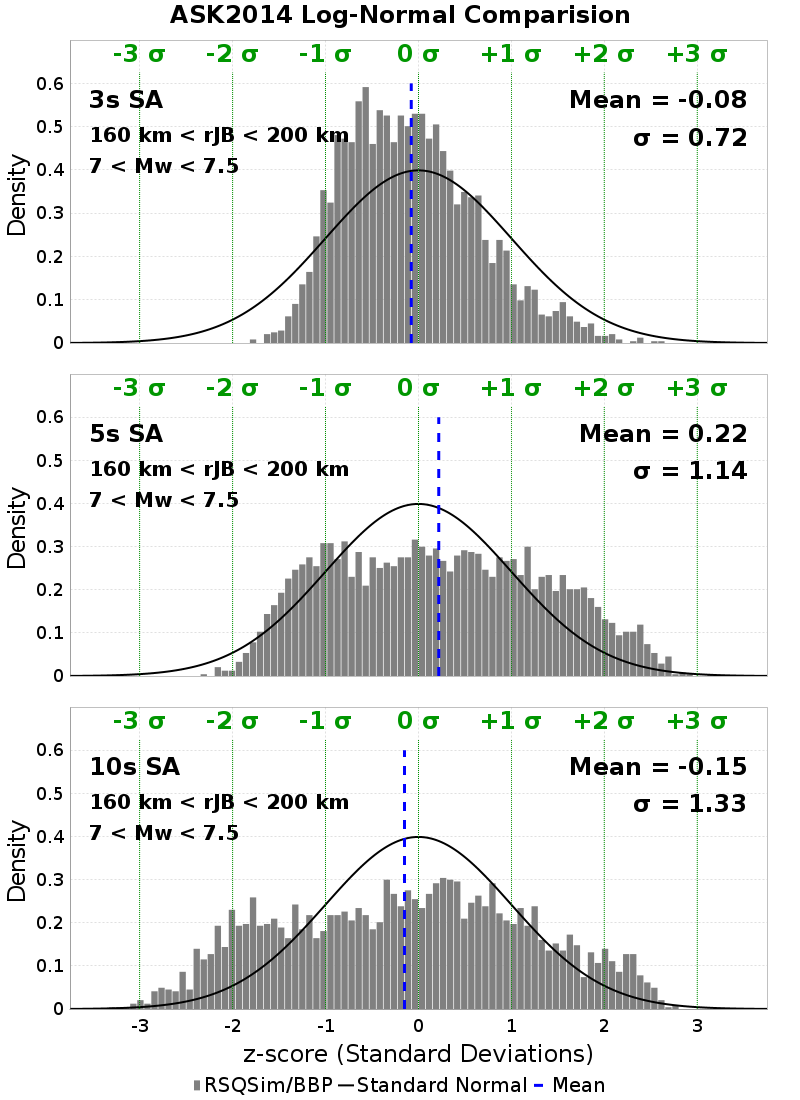 ASK2014 Log-Normal Comparision
-3 σ -2 σ -1 σ 0 σ +1 σ +2 σ +3 σ
0.6
3s SA
Mean = -0.08
0.5
160 km < rJB < 200 km
σ = 0.72
7 < Mw < 7.5
0.4
Density
0.3
0.2
0.1
0
-3 σ -2 σ -1 σ 0 σ +1 σ +2 σ +3 σ
0.6
5s SA
Mean = 0.22
0.5
160 km < rJB < 200 km
σ = 1.14
7 < Mw < 7.5
0.4
Density
0.3
0.2
0.1
0
-3 σ -2 σ -1 σ 0 σ +1 σ +2 σ +3 σ
0.6
10s SA
Mean = -0.15
0.5
160 km < rJB < 200 km
σ = 1.33
7 < Mw < 7.5
0.4
Density
0.3
0.2
0.1
0
-3 -2 -1 0 1 2 3
z-score (Standard Deviations)
RSQSim/BBP Standard Normal Mean